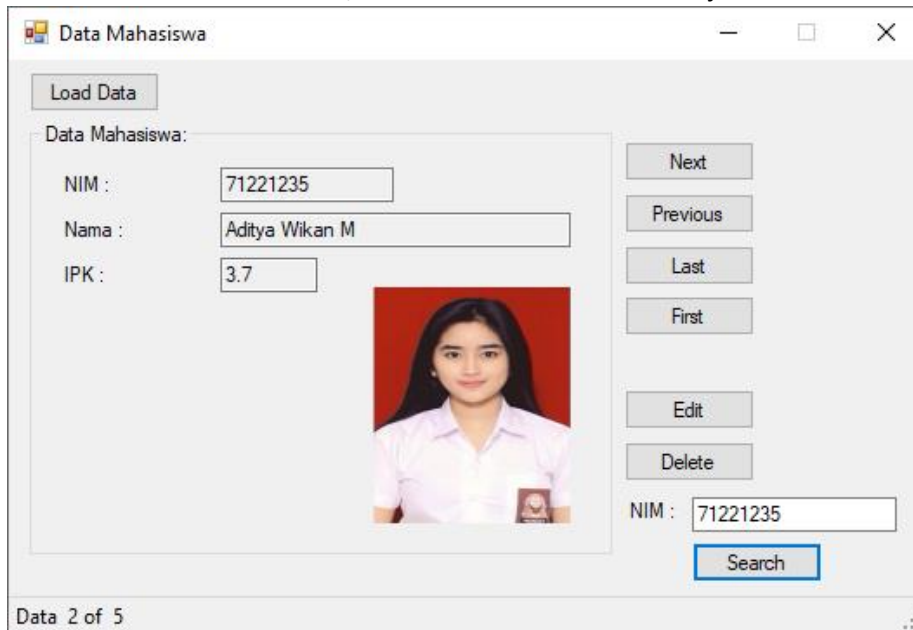 Data Mahasiswa
Load Data
Data Mahasiswa:
NIM : 71221235
Nama : Aditya Wikan M
IPK : 3.7
Next
Previous
Last
First
Edit
Delete
NIM : 71221235
Search
Data 2 of 5